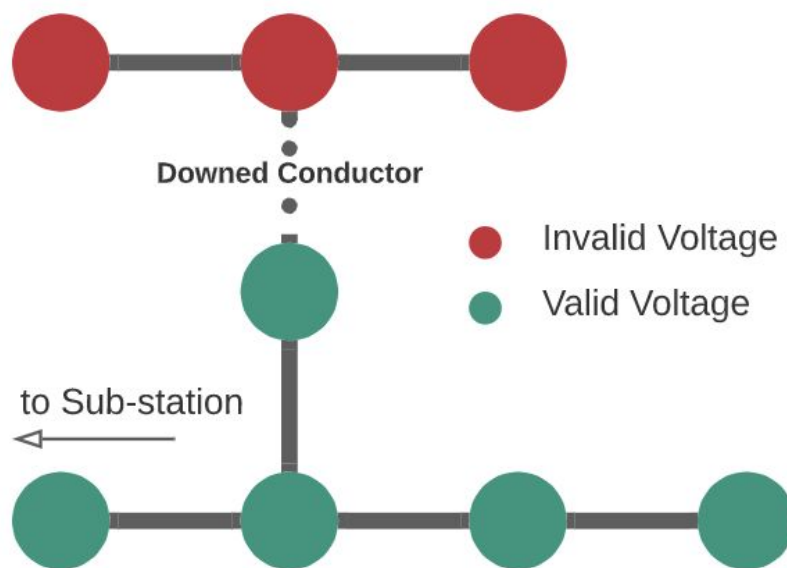 Downed Conductor
Invalid Voltage
Valid Voltage
to Sub-station